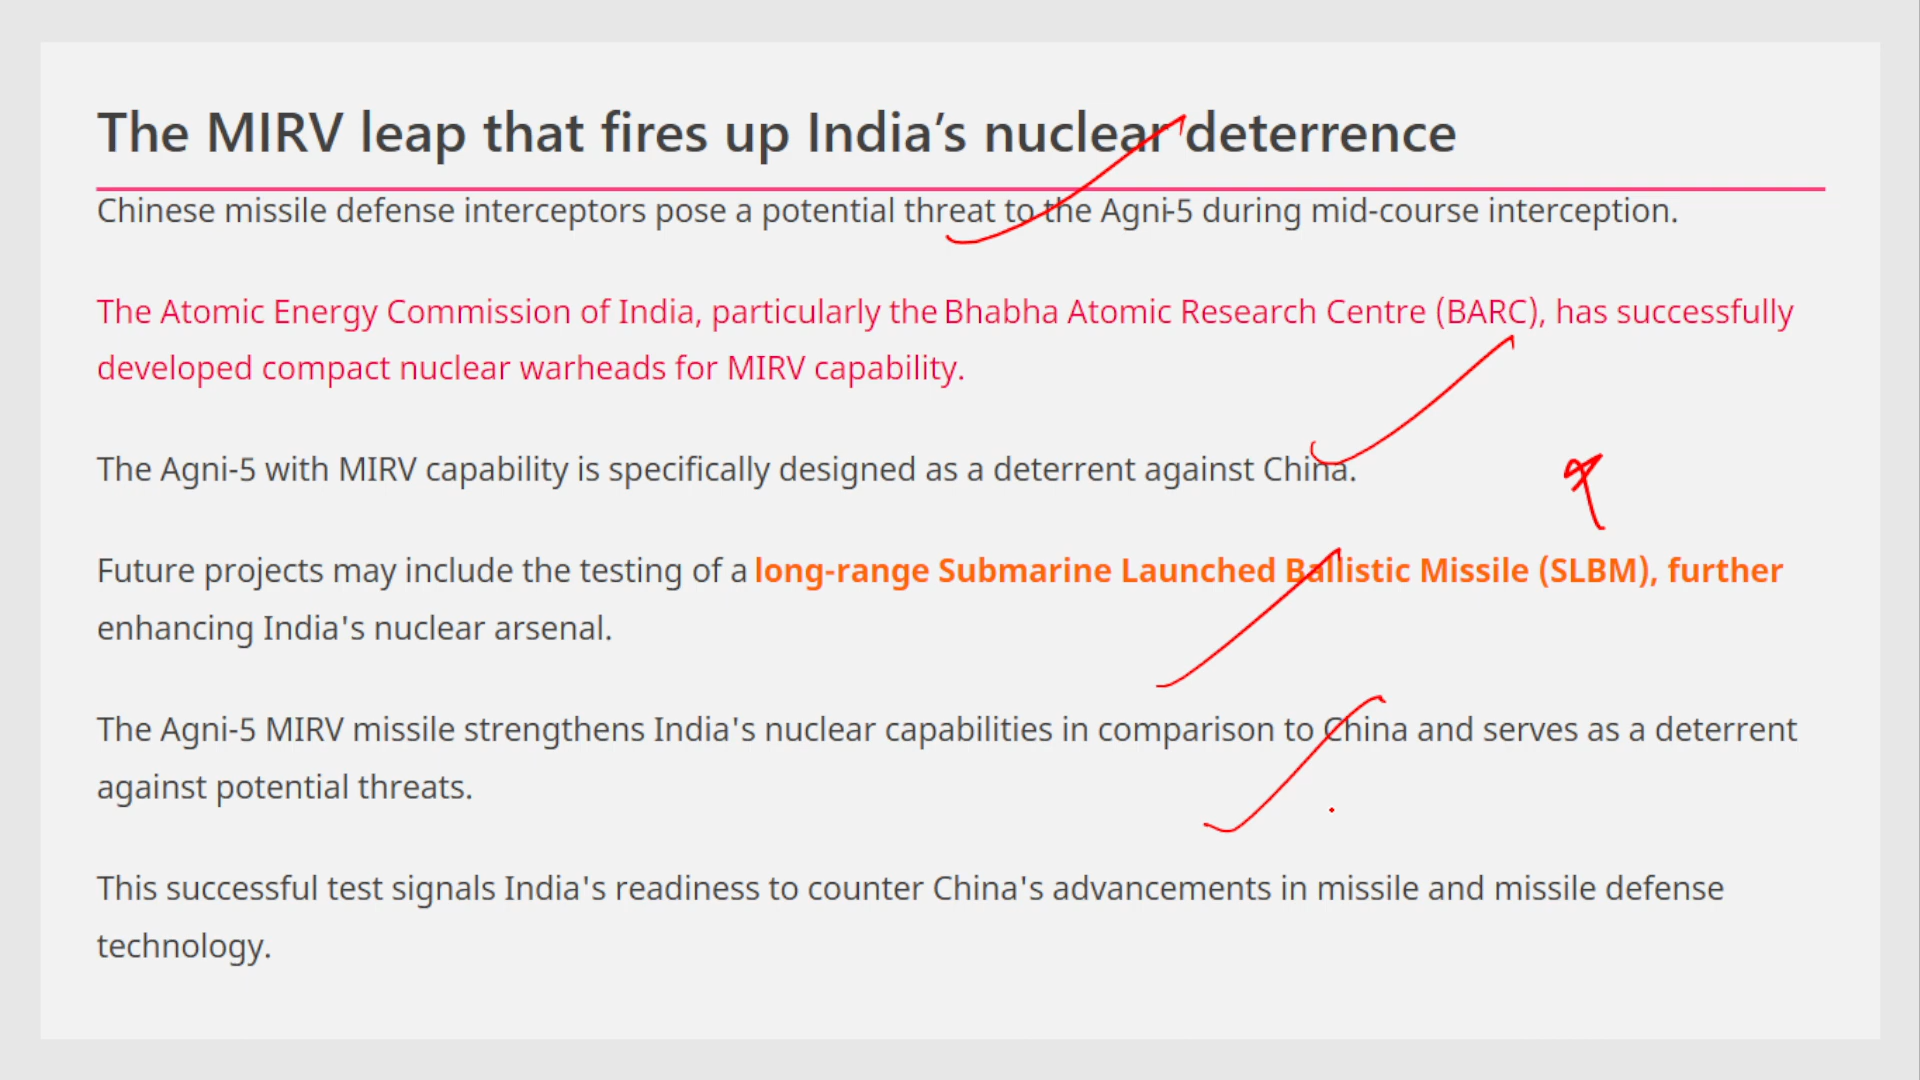 The MIRV leap that fires up India’s nuclear deterrence
Chinese missile defense interceptors pose a potential threat to the Agni-5 during mid-course interception.
The Atomic Energy Commission of India, particularly the Bhabha Atomic Research Centre (BARC), has successfully
developed compact nuclear warheads for MIRV capability.
The Agni-5 with MIRV capability is specifically designed as a deterrent against China.
Future projects may include the testing of a long-range Submarine Launched Ballistic Missile (SLBM), further
enhancing India's nuclear arsenal.
The Agni-5 MIRV missile strengthens India's nuclear capabilities in comparison to China and serves as a deterrent
against potential threats.
This successful test signals India's readiness to counter China's advancements in missile and missile defense
technology.